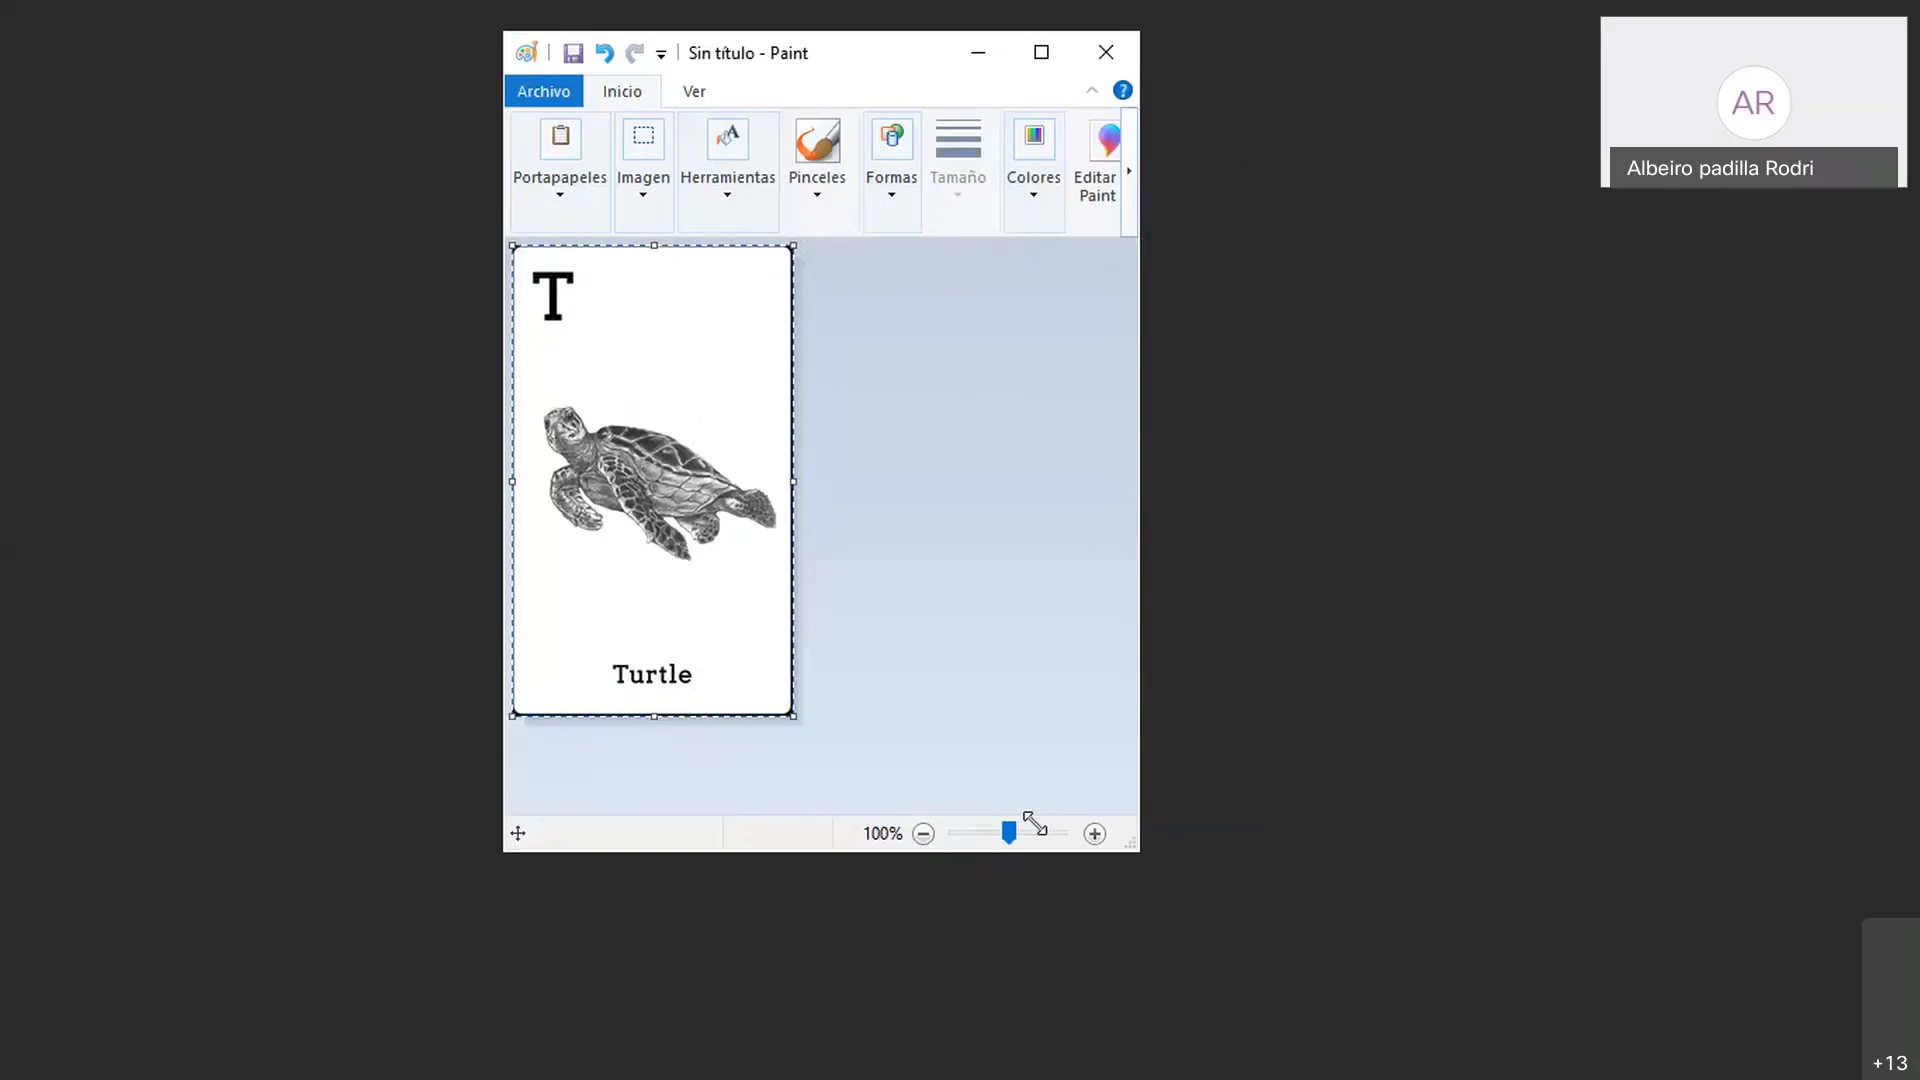 Sin título - Paint
Archivo Inicio Ver
Portapapeles Imagen Herramientas Pinceles Formas Tamaño Colores Editar
Paint
T
Turtle
100%
AR
Albeiro padilla Rodri
+13